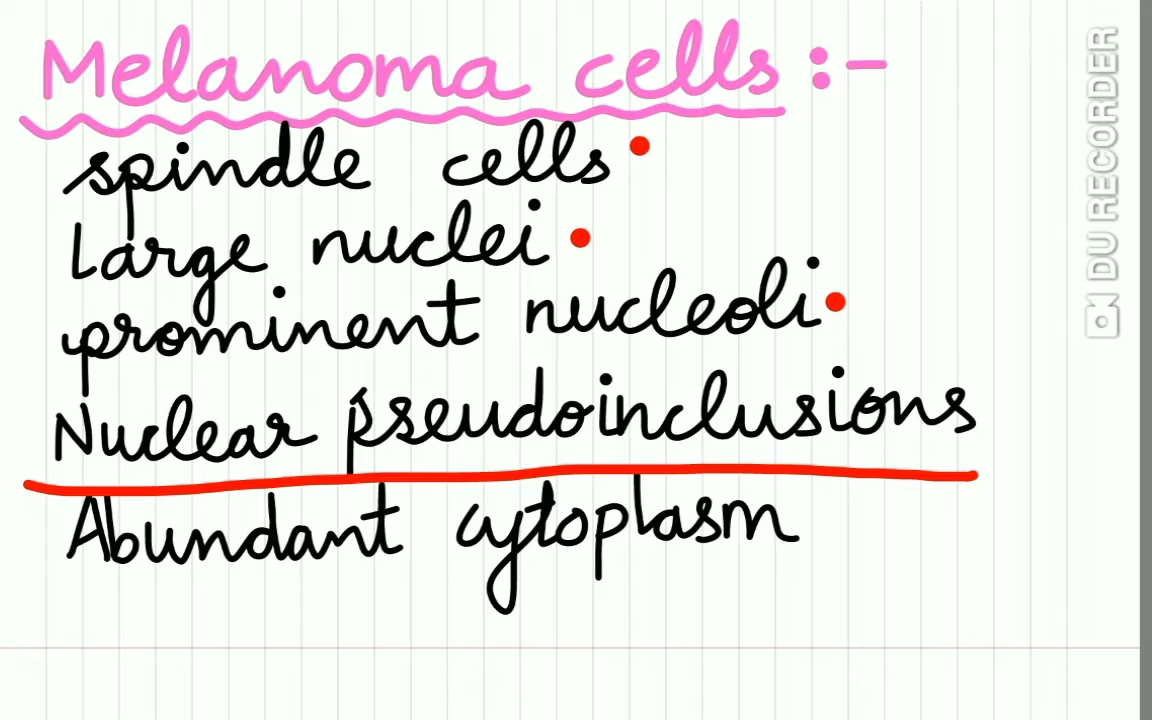 Melanoma cells :-
spindle cells
Large nuclei
prominent nucleoli
Nuclear pseudoinclusions
Abundant cytoplasm
DU RECORDER